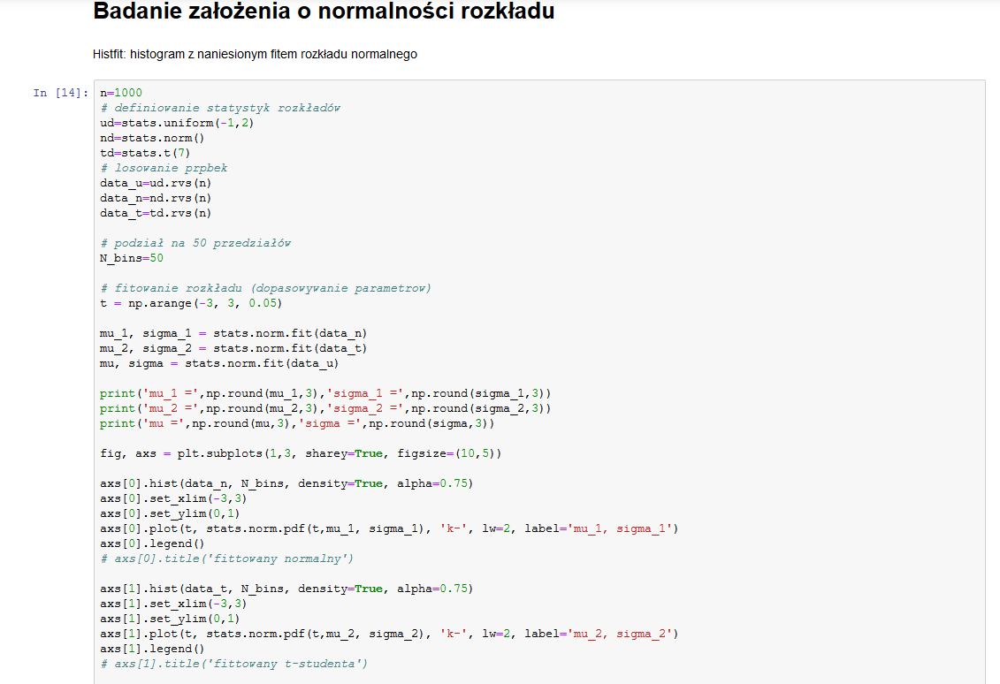 Badanie założenia o normalności rozkładu
Histfit: histogram z naniesionym fitem rozkładu normalnego
In [14]:
n=1000
# definiowanie statystyk rozkładów
ud=stats.uniform(-1,2)
nd=stats.norm()
td=stats.t(7)
# losowanie prpbek
data_u=ud.rvs(n)
data_n=nd.rvs(n)
data_t=td.rvs(n)
# podział na 50 przedziałów
N_bins=50
# fitowanie rozkładu (dopasowywanie parametrow)
t = np.arange(-3, 3, 0.05)
mu_1, sigma_1 = stats.norm.fit(data_n)
mu_2, sigma_2 = stats.norm.fit(data_t)
mu, sigma = stats.norm.fit(data_u)
print('mu_1 =',np.round(mu_1,3),'sigma_1 =',np.round(sigma_1,3))
print('mu_2 =',np.round(mu_2,3),'sigma_2 =',np.round(sigma_2,3))
print('mu =',np.round(mu,3),'sigma =',np.round(sigma,3))
fig, axs = plt.subplots(1,3, sharey=True, figsize=(10,5))
axs[0].hist(data_n, N_bins, density=True, alpha=0.75)
axs[0].set_xlim(-3,3)
axs[0].set_ylim(0,1)
axs[0].plot(t, stats.norm.pdf(t,mu_1, sigma_1), 'k-', lw=2, label='mu_1, sigma_1')
axs[0].legend()
# axs[0].title('fittowany normalny')
axs[1].hist(data_t, N_bins, density=True, alpha=0.75)
axs[1].set_xlim(-3,3)
axs[1].set_ylim(0,1)
axs[1].plot(t, stats.norm.pdf(t,mu_2, sigma_2), 'k-', lw=2, label='mu_2, sigma_2')
axs[1].legend()
# axs[1].title('fittowany t-studenta')